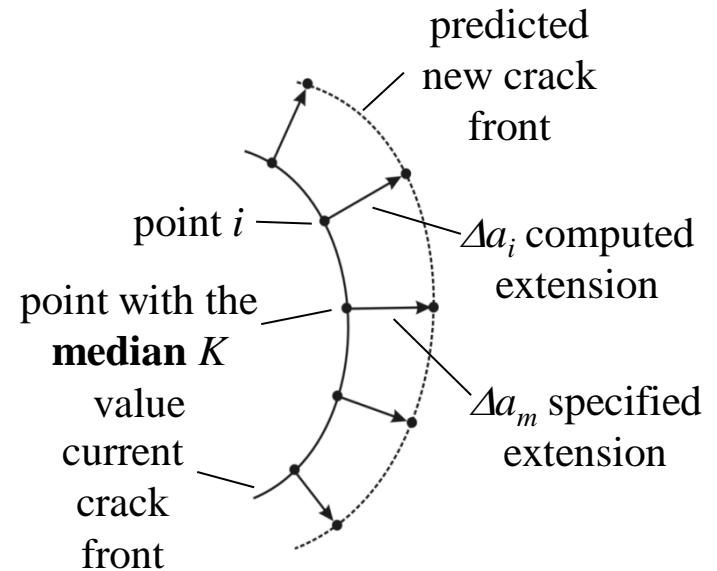 predicted
new crack
front
point i
Δa_i computed
extension
point with the
median K
value
Δa_m specified
extension
current
crack
front